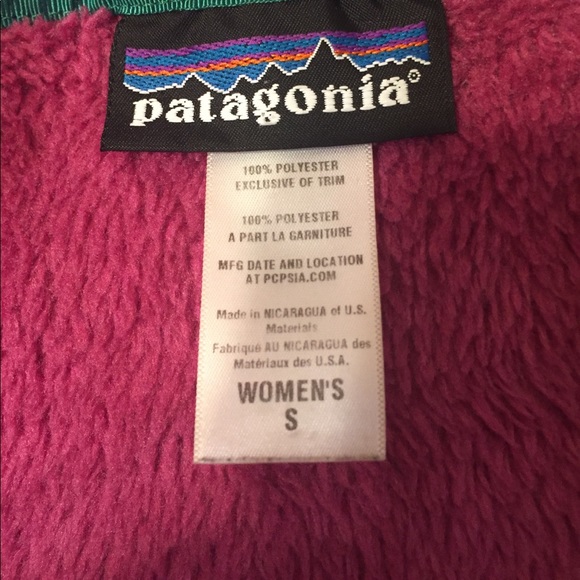 patagonia®
100% POLYESTER
EXCLUSIVE OF TRIM
100% POLYESTER
A PART LA GARNITURE
MFG DATE AND LOCATION
AT PCPSIA.COM
Made in NICARAGUA of U.S.
Materials
Fabriqué AU NICARAGUA des
Matériaux des U.S.A.
WOMEN'S
S